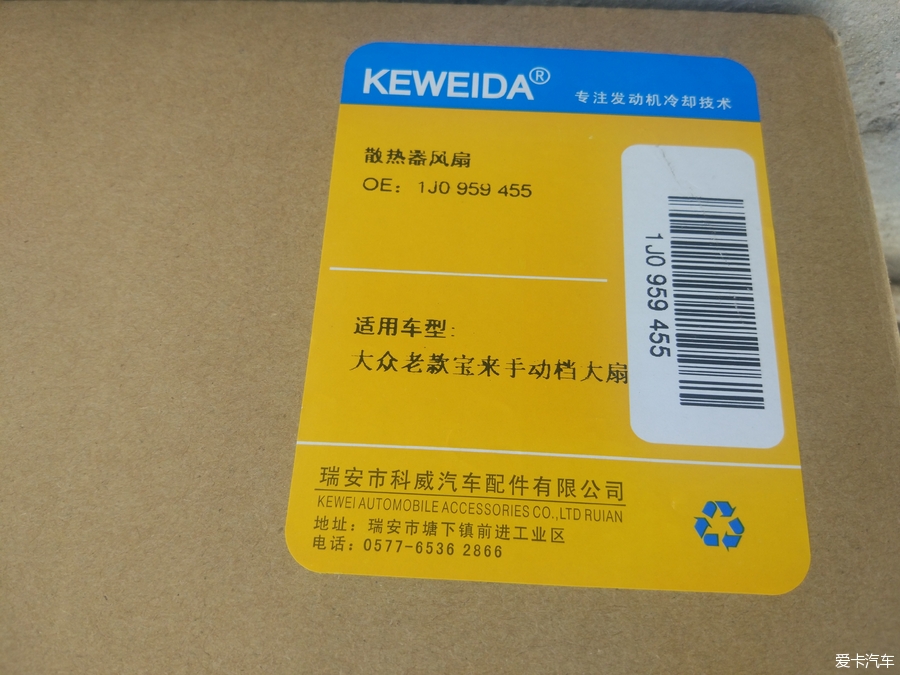 KEWEIDA®
专注发动机冷却技术
散热器风扇
OE: 1J0 959 455
1J0 959 455
适用车型:
大众老款宝来手动档大扇
瑞安市科威汽车配件有限公司
KEWEI AUTOMOBILE ACCESSORIES CO.,LTD RUIAN
地址: 瑞安市塘下镇前进工业区
电话: 0577-6536 2866
爱卡汽车